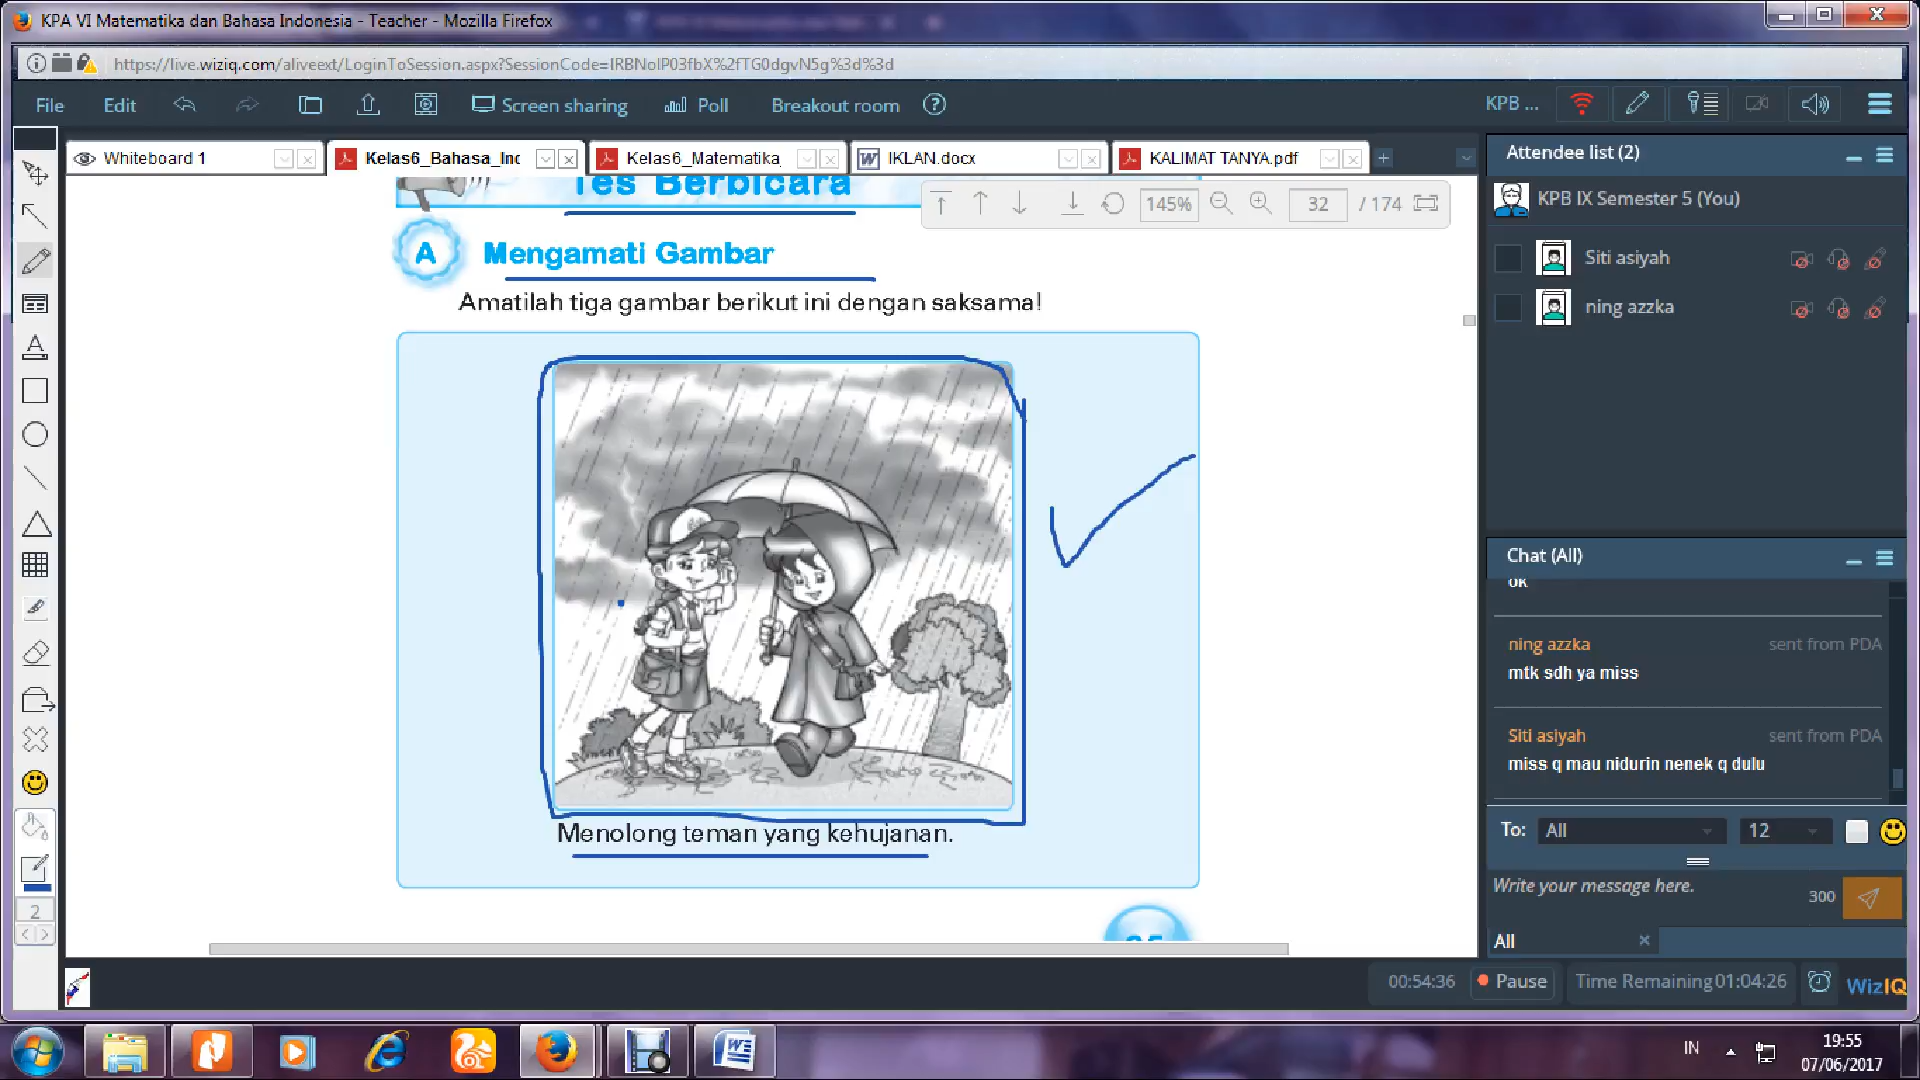 KPA VI Matematika dan Bahasa Indonesia - Teacher - Mozilla Firefox
https://live.wiziq.com/aliveext/LoginToSession.aspx?SessionCode=lRBNolP03fbX%2fTG0dgvN5g%3d%3d
File Edit Screen sharing Poll Breakout room KPB ...
Whiteboard 1 Kelas6_Bahasa_Inc Kelas6_Matematika_ IKLAN.docx KALIMAT TANYA.pdf
Tes Berbicara
145% 32 / 174
A Mengamati Gambar
Amatilah tiga gambar berikut ini dengan saksama!
Menolong teman yang kehujanan.
2
Attendee list (2)
KPB IX Semester 5 (You)
Siti asiyah
ning azzka
Chat (All)
ok
ning azzka sent from PDA
mtk sdh ya miss
Siti asiyah sent from PDA
miss q mau nidurin nenek q dulu
To: All 12
Write your message here. 300
All
00:54:36 Pause Time Remaining 01:04:26 WizIQ
IN 19:55
07/06/2017